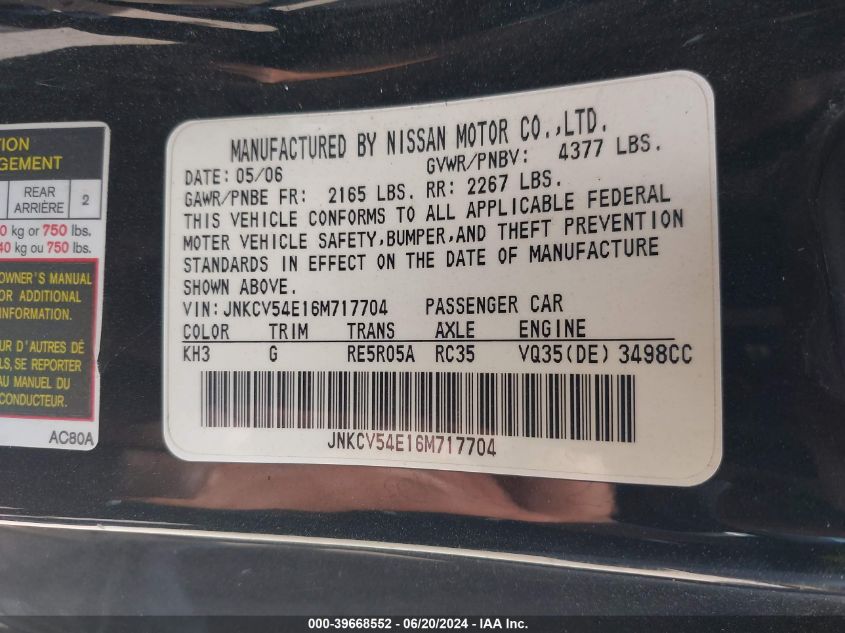 TION
GEMENT
REAR
ARRIÈRE
2
0 kg or 750 lbs.
40 kg ou 750 lbs.
OWNER'S MANUAL
OR ADDITIONAL
INFORMATION.
UR D'AUTRES DÉ
LS, SE REPORTER
AU MANUEL DU
CONDUCTEUR.
AC80A
MANUFACTURED BY NISSAN MOTOR CO.,LTD.
DATE: 05/06 GVWR/PNBV: 4377 LBS.
GAWR/PNBE FR: 2165 LBS. RR: 2267 LBS.
THIS VEHICLE CONFORMS TO ALL APPLICABLE FEDERAL
MOTER VEHICLE SAFETY,BUMPER,AND THEFT PREVENTION
STANDARDS IN EFFECT ON THE DATE OF MANUFACTURE
SHOWN ABOVE.
VIN: JNKCV54E16M717704 PASSENGER CAR
COLOR TRIM TRANS AXLE ENGINE
KH3 G RE5R05A RC35 VQ35(DE) 3498CC
JNKCV54E16M717704
000-39668552 - 06/20/2024 - IAA Inc.